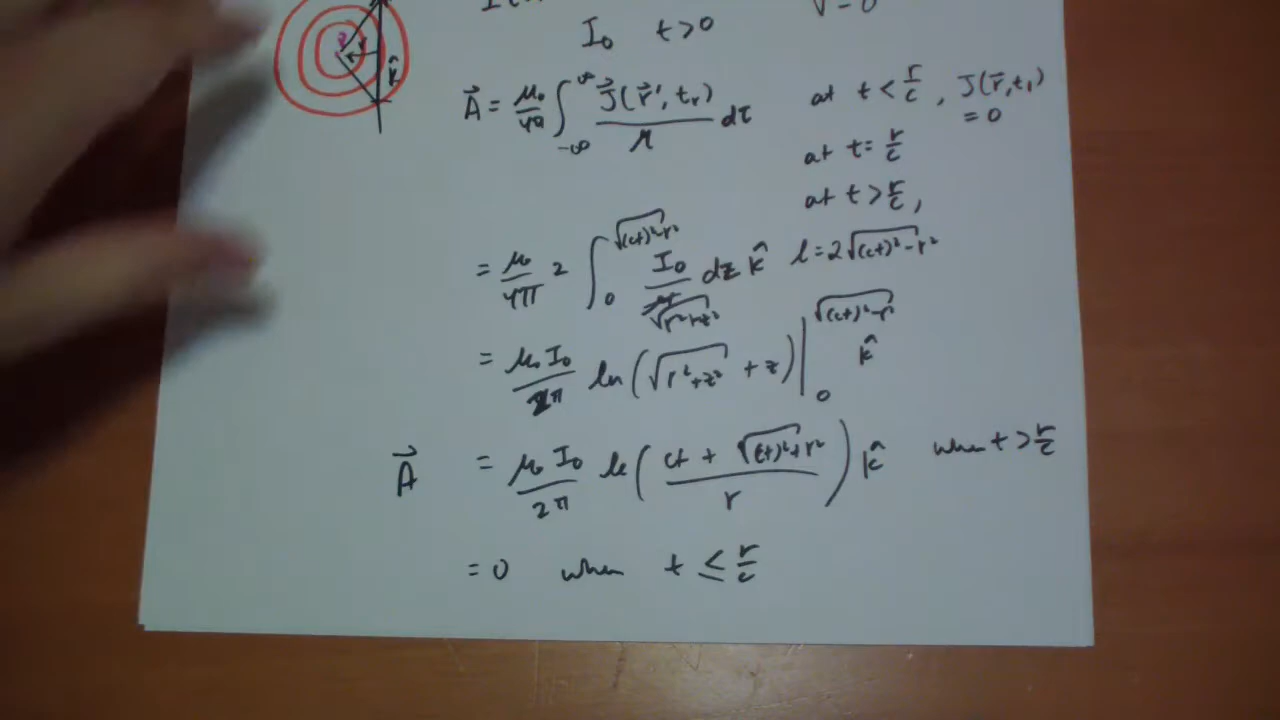 I(t)
V = 0
I₀ t>0
k̂
A⃗ = μ₀/4π ∫_{-∞}^{∞} J⃗(r⃗′, tᵣ)/𝓇 dτ
at t < r/c, J(r⃗, t₁)
= 0
at t = r/c
at t > r/c,
= μ₀/4π 2 ∫₀^{√((ct)²-r²)} I₀/√(r²+z²) dz k̂ l = 2√((ct)²-r²)
= μ₀I₀/2π ln(√(r²+z²) + z) |₀^{√((ct)²-r²)} k̂
A⃗ = μ₀I₀/2π ln((ct + √((ct)²+r²))/r) k̂ when t > r/c
= 0 when t ≤ r/c